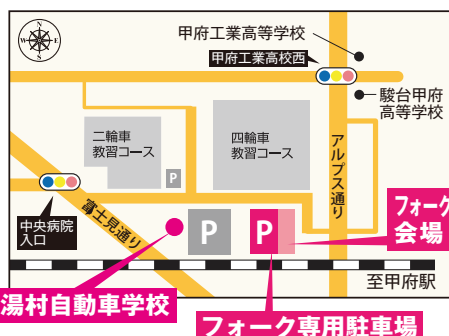 N
W
E
S
甲府工業高等学校
甲府工業高校西
駿台甲府
高等学校
二輪車
教習コース
四輪車
教習コース
P
アルプス通り
中央病院
入口
富士見通り
P
P
フォーク
会場
至甲府駅
湯村自動車学校
フォーク専用駐車場